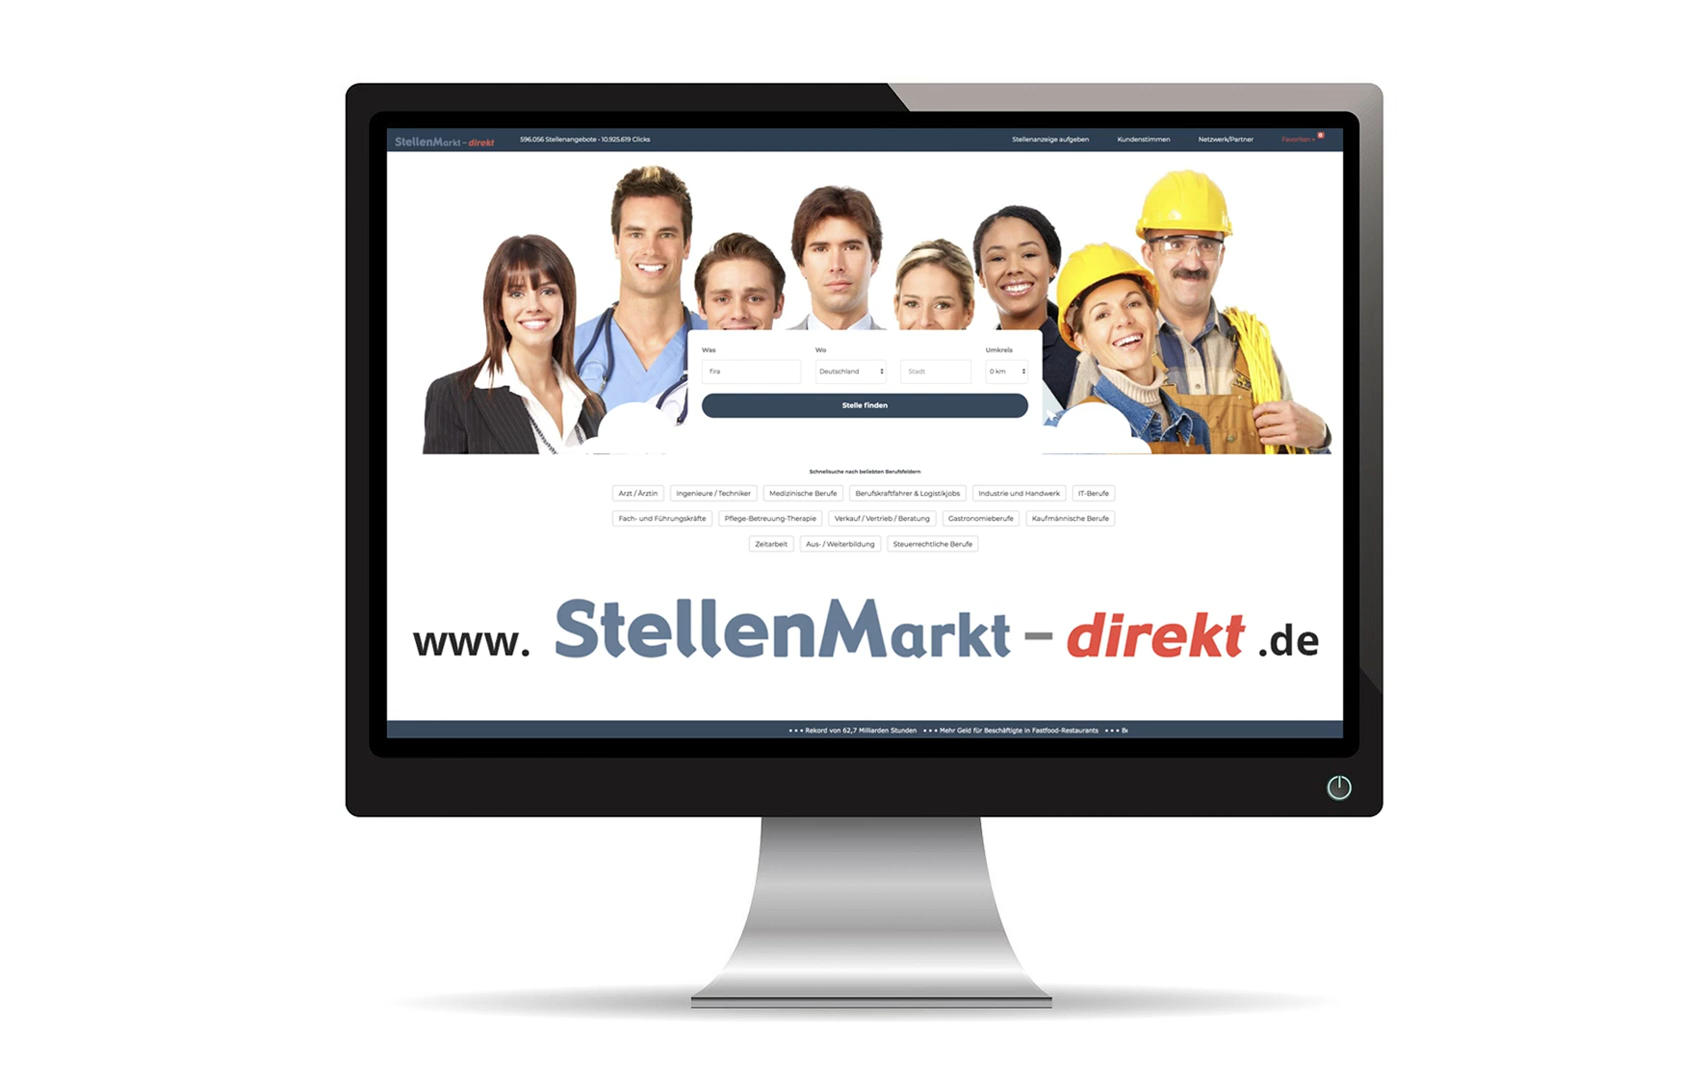 StellenMarkt - direkt 596.056 Stellenangebote • 10.925.619 Clicks Stellenanzeige aufgeben Kundenstimmen Netzwerk/Partner Favoriten
Was Wo Umkreis
fira Deutschland Stadt 0 km
Stelle finden
Schnellsuche nach beliebten Berufsfeldern
Arzt / Ärztin Ingenieure / Techniker Medizinische Berufe Berufskraftfahrer & Logistikjobs Industrie und Handwerk IT-Berufe
Fach- und Führungskräfte Pflege-Betreuung-Therapie Verkauf / Vertrieb / Beratung Gastronomieberufe Kaufmännische Berufe
Zeitarbeit Aus- / Weiterbildung Steuerrechtliche Berufe
www. StellenMarkt - direkt .de
• • • Rekord von 62,7 Milliarden Stunden • • • Mehr Geld für Beschäftigte in Fastfood-Restaurants • • •